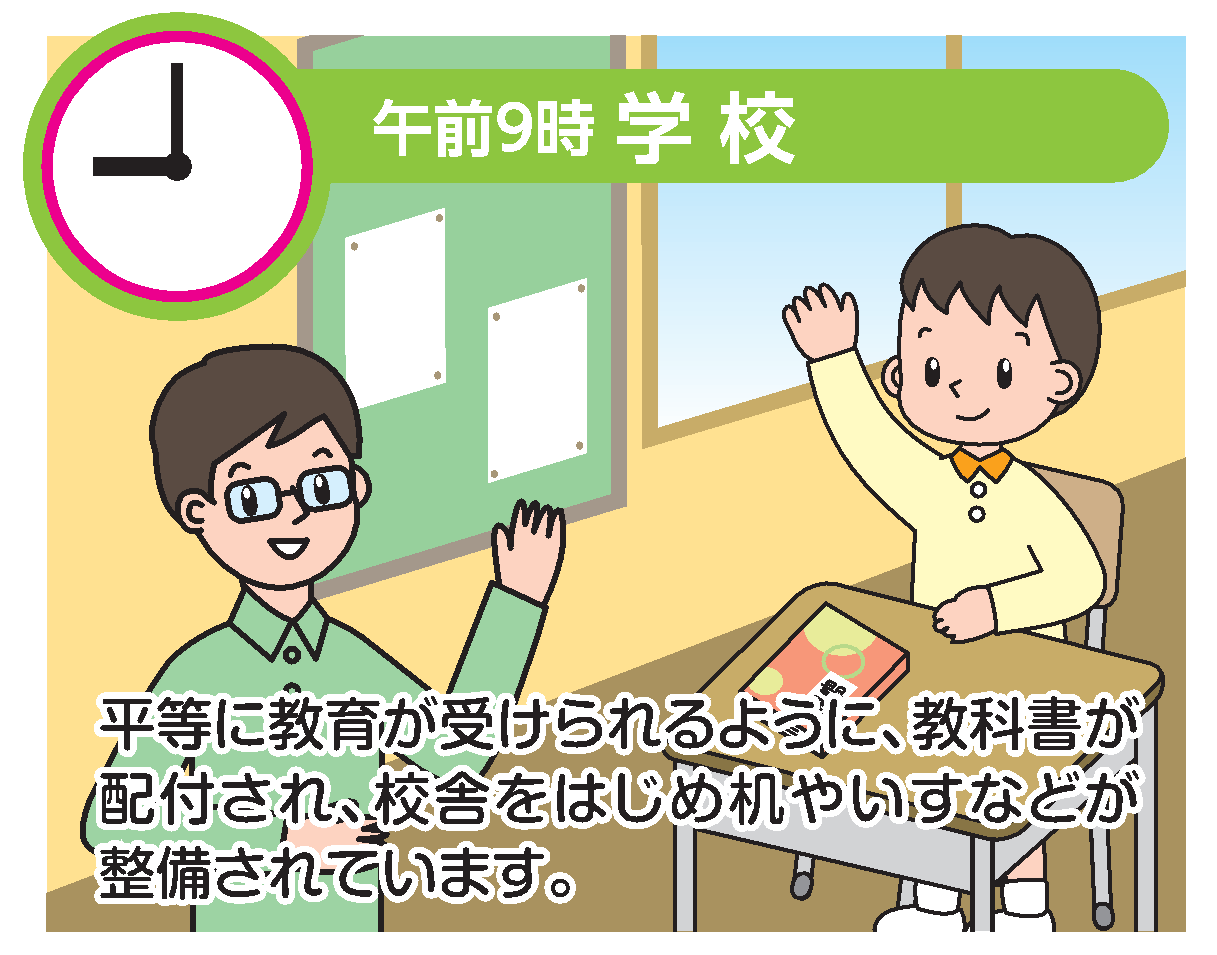 午前9時 学校
平等に教育が受けられるように、教科書が
配付され、校舎をはじめ机やいすなどが
整備されています。